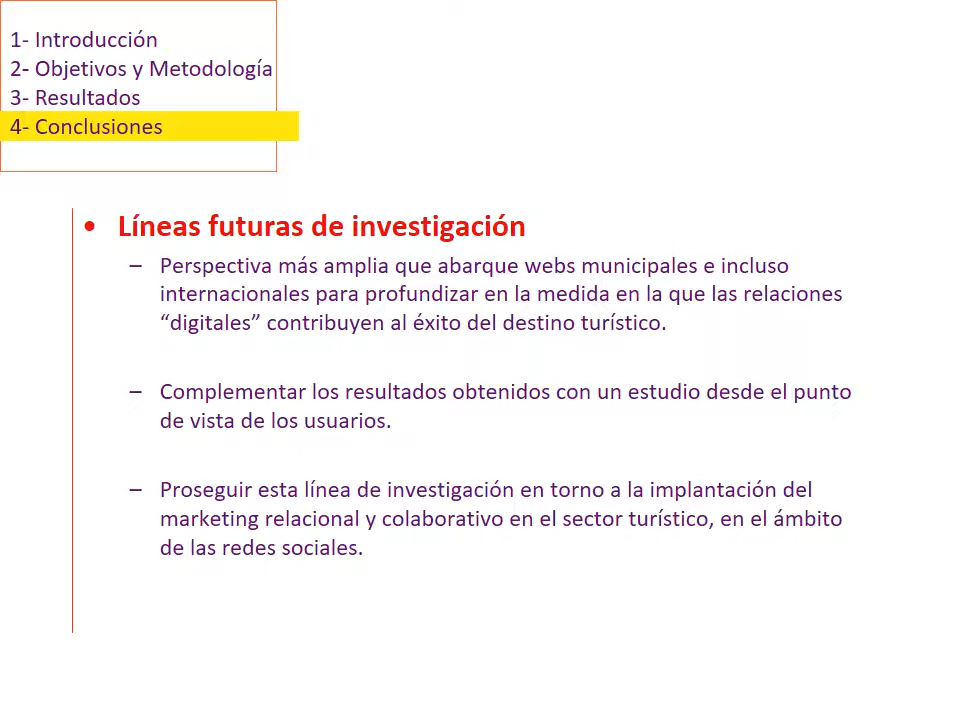 1- Introducción
2- Objetivos y Metodología
3- Resultados
4- Conclusiones
• Líneas futuras de investigación
– Perspectiva más amplia que abarque webs municipales e incluso
internacionales para profundizar en la medida en la que las relaciones
“digitales” contribuyen al éxito del destino turístico.
– Complementar los resultados obtenidos con un estudio desde el punto
de vista de los usuarios.
– Proseguir esta línea de investigación en torno a la implantación del
marketing relacional y colaborativo en el sector turístico, en el ámbito
de las redes sociales.